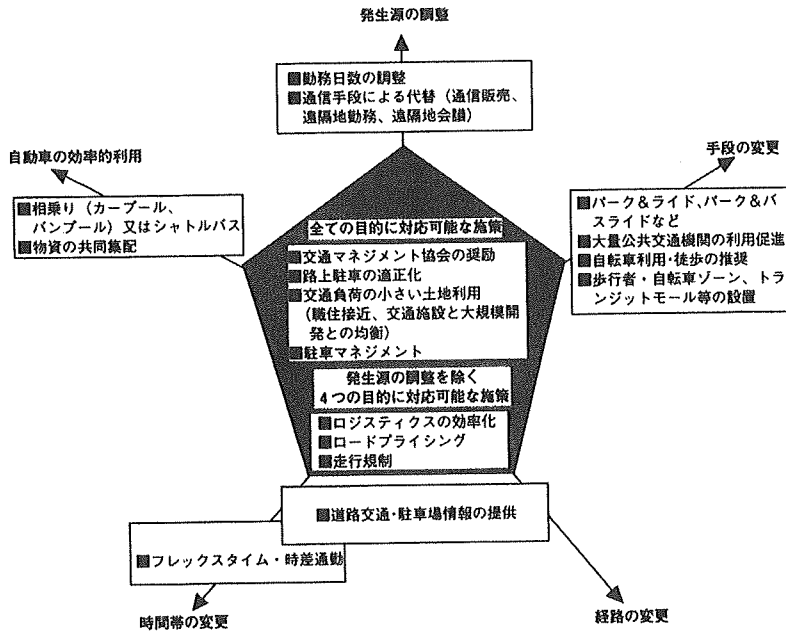 発生源の調整
■勤務日数の調整
■通信手段による代替（通信販売、
遠隔地勤務、遠隔地会議）
自動車の効率的利用
■相乗り（カープール、
バンプール）又はシャトルバス
■物資の共同集配
手段の変更
■パーク＆ライド、パーク＆バ
スライドなど
■大量公共交通機関の利用促進
■自転車利用・徒歩の推奨
■歩行者・自転車ゾーン、トラ
ンジットモール等の設置
全ての目的に対応可能な施策
■交通マネジメント協会の奨励
■路上駐車の適正化
■交通負荷の小さい土地利用
（職住接近、交通施設と大規模開
発との均衡）
■駐車マネジメント
発生源の調整を除く
4つの目的に対応可能な施策
■ロジスティクスの効率化
■ロードプライシング
■走行規制
■道路交通・駐車場情報の提供
■フレックスタイム・時差通勤
時間帯の変更
経路の変更